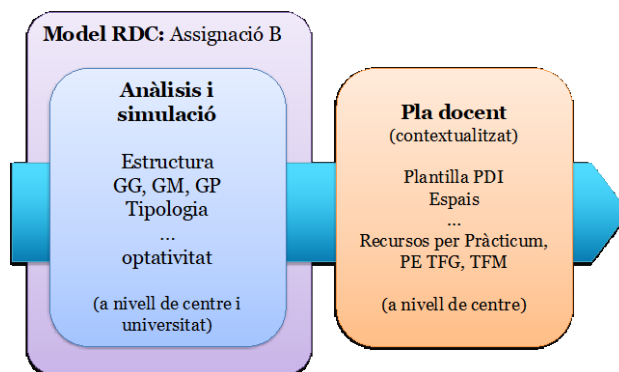 Model RDC: Assignació B
Anàlisis i
simulació
Estructura
GG, GM, GP
Tipologia
...
optativitat
(a nivell de centre i
universitat)
Pla docent
(contextualitzat)
Plantilla PDI
Espais
...
Recursos per Pràcticum,
PE TFG, TFM
(a nivell de centre)